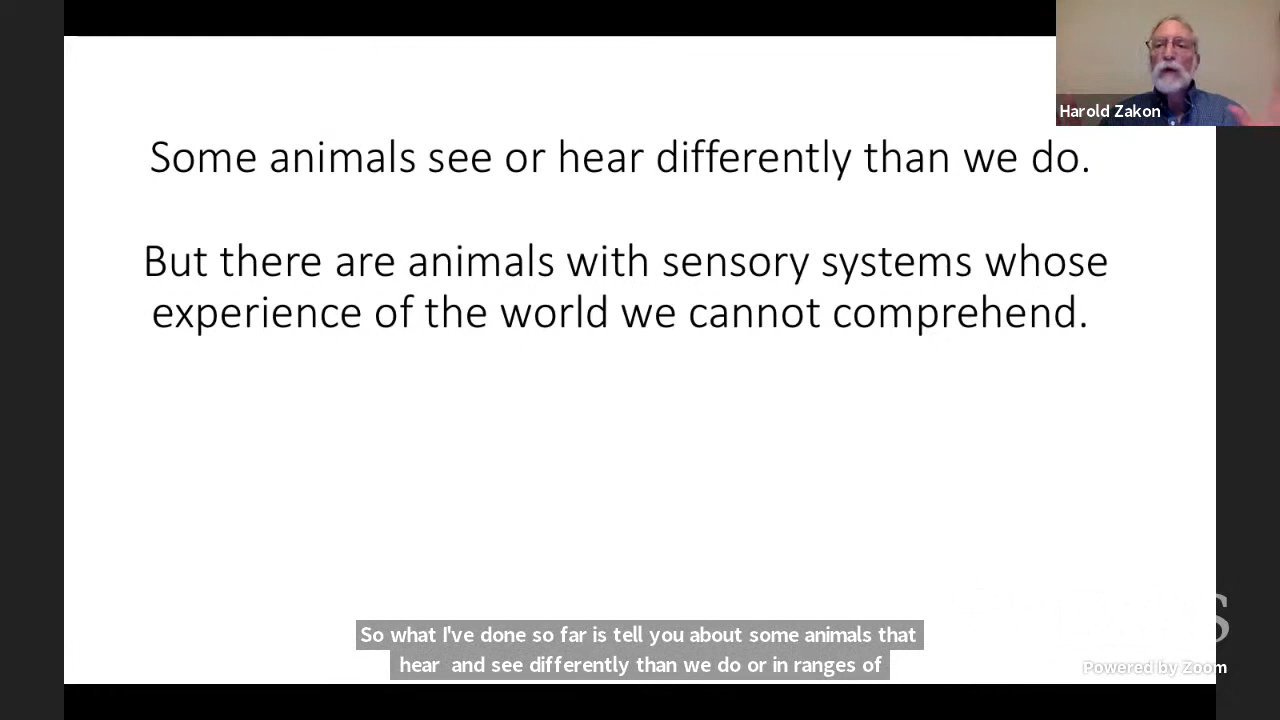 Harold Zakon
Some animals see or hear differently than we do.
But there are animals with sensory systems whose
experience of the world we cannot comprehend.
So what I've done so far is tell you about some animals that
hear and see differently than we do or in ranges of
S
Powered by Zoom